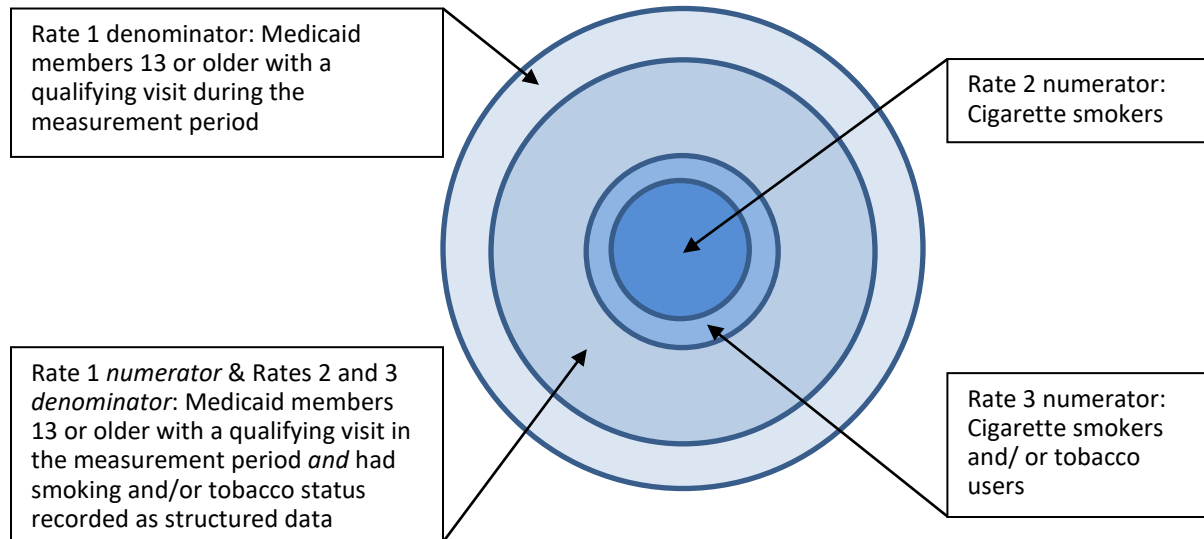 Rate 1 denominator: Medicaid
members 13 or older with a
qualifying visit during the
measurement period
Rate 2 numerator:
Cigarette smokers
Rate 1 numerator & Rates 2 and 3
denominator: Medicaid members
13 or older with a qualifying visit in
the measurement period and had
smoking and/or tobacco status
recorded as structured data
Rate 3 numerator:
Cigarette smokers
and/ or tobacco
users